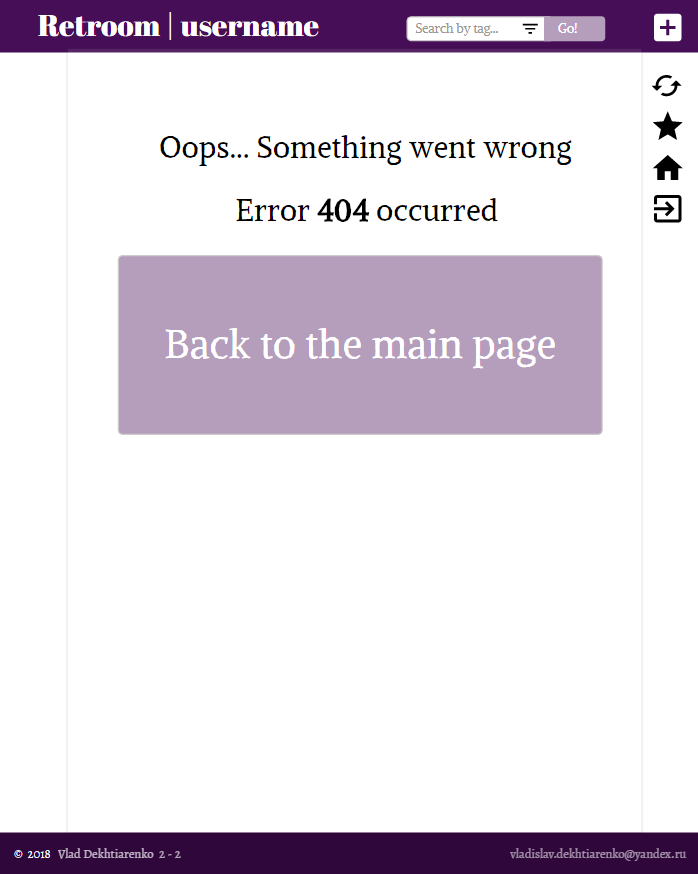 Retroom | username
Search by tag... Go!
Oops... Something went wrong
Error 404 occurred
Back to the main page
© 2018 Vlad Dekhtiarenko 2 - 2
vladislav.dekhtiarenko@yandex.ru